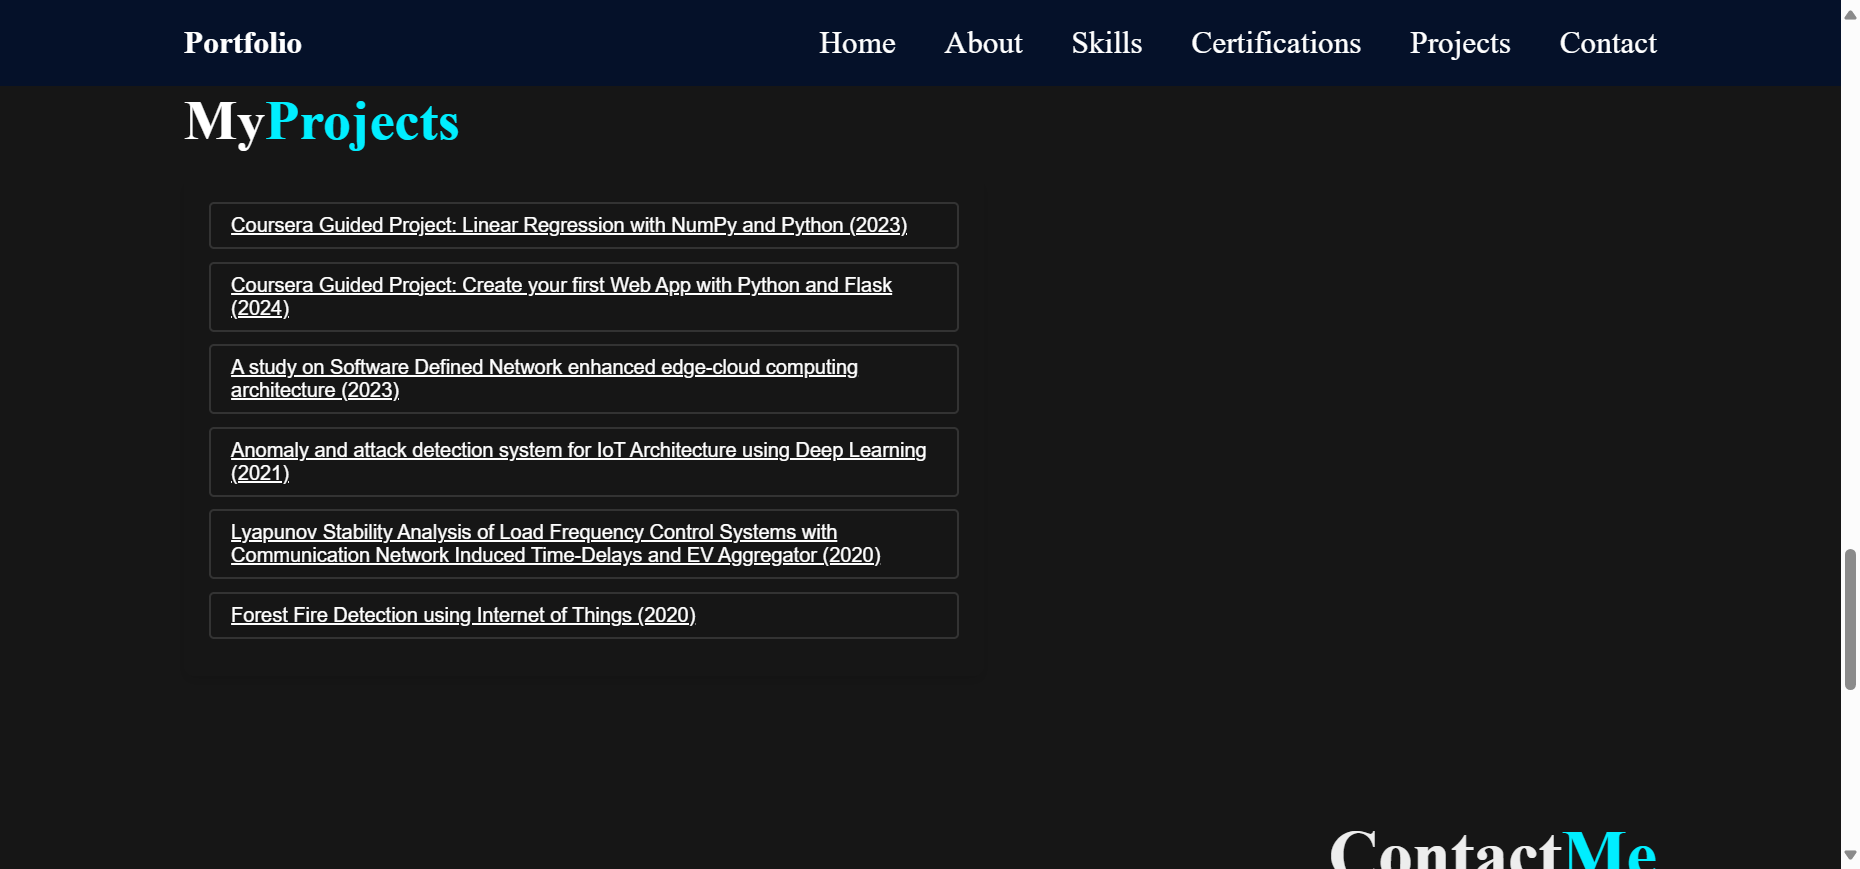 Portfolio
Home About Skills Certifications Projects Contact
MyProjects
Coursera Guided Project: Linear Regression with NumPy and Python (2023)
Coursera Guided Project: Create your first Web App with Python and Flask
(2024)
A study on Software Defined Network enhanced edge-cloud computing
architecture (2023)
Anomaly and attack detection system for IoT Architecture using Deep Learning
(2021)
Lyapunov Stability Analysis of Load Frequency Control Systems with
Communication Network Induced Time-Delays and EV Aggregator (2020)
Forest Fire Detection using Internet of Things (2020)
ContactMe